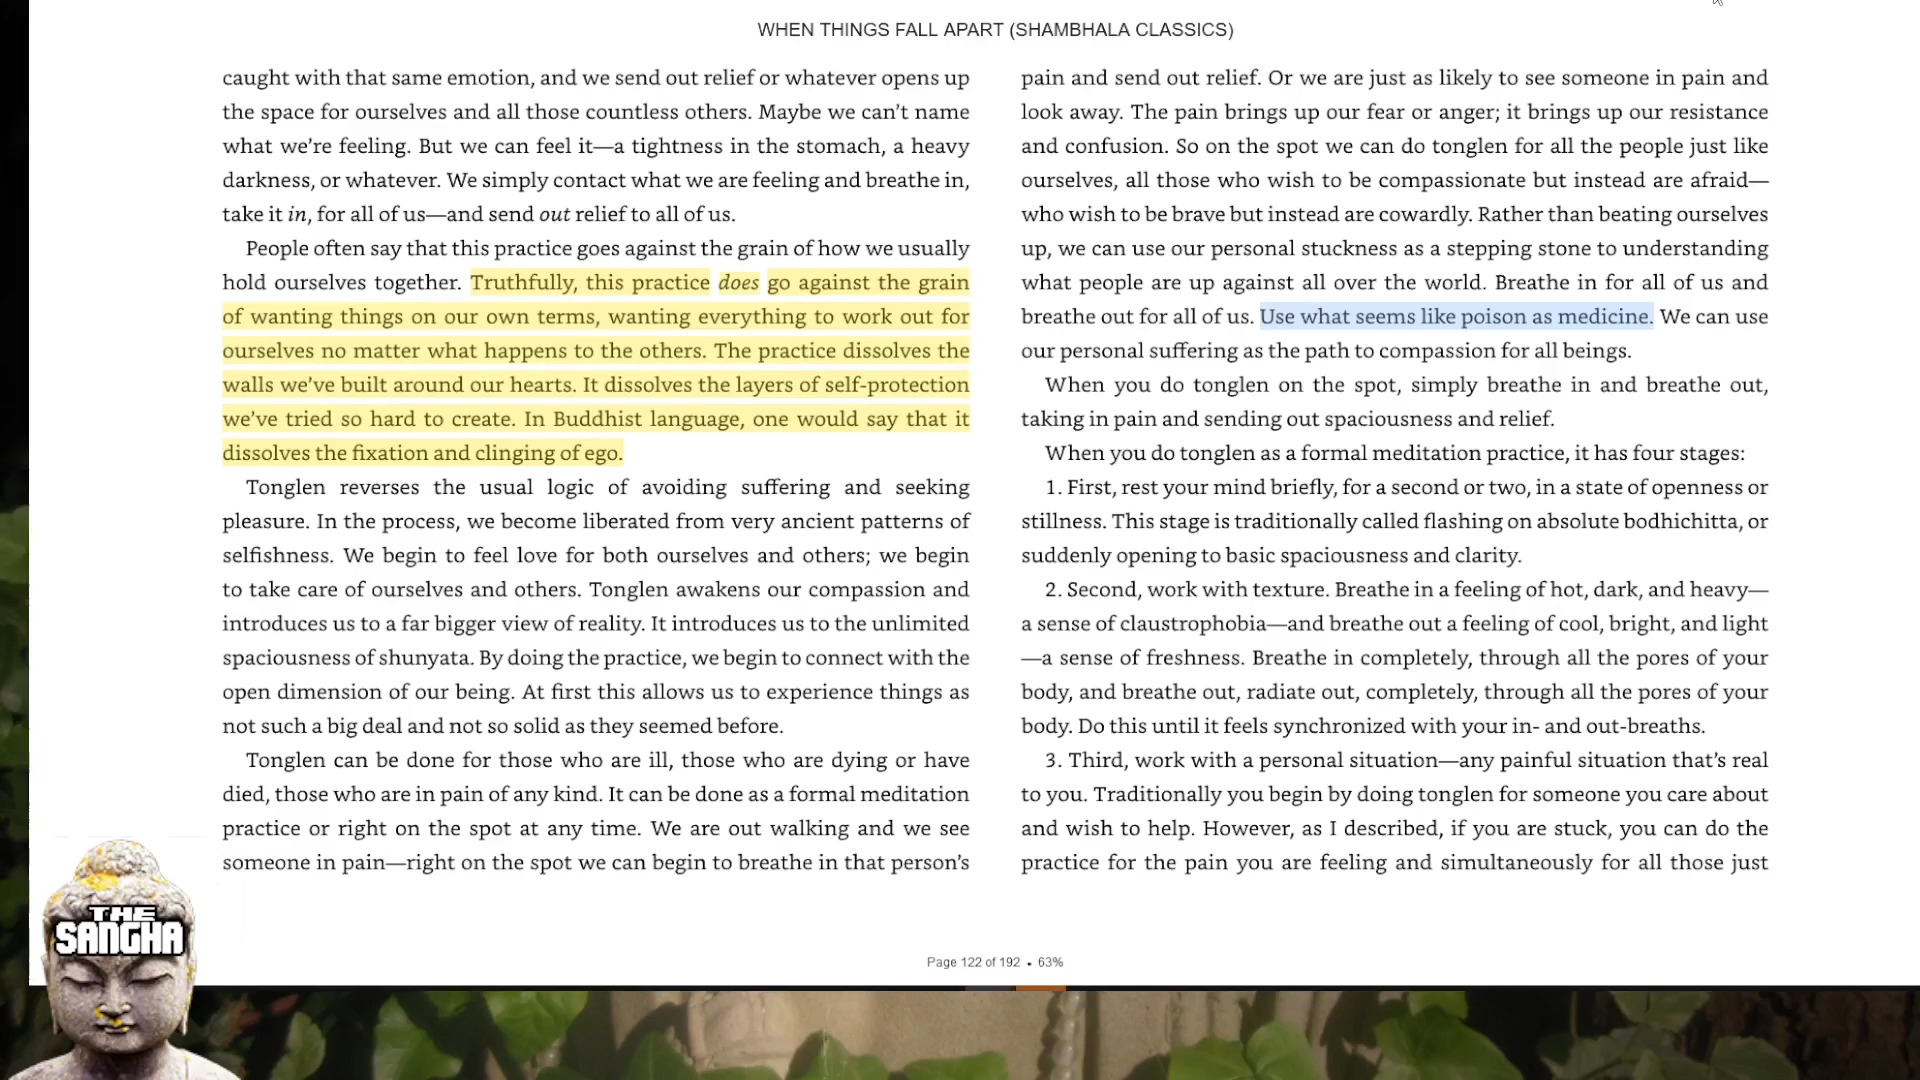 WHEN THINGS FALL APART (SHAMBHALA CLASSICS)
caught with that same emotion, and we send out relief or whatever opens up
the space for ourselves and all those countless others. Maybe we can’t name
what we’re feeling. But we can feel it—a tightness in the stomach, a heavy
darkness, or whatever. We simply contact what we are feeling and breathe in,
take it in, for all of us—and send out relief to all of us.
People often say that this practice goes against the grain of how we usually
hold ourselves together. Truthfully, this practice does go against the grain
of wanting things on our own terms, wanting everything to work out for
ourselves no matter what happens to the others. The practice dissolves the
walls we’ve built around our hearts. It dissolves the layers of self-protection
we’ve tried so hard to create. In Buddhist language, one would say that it
dissolves the fixation and clinging of ego.
Tonglen reverses the usual logic of avoiding suffering and seeking
pleasure. In the process, we become liberated from very ancient patterns of
selfishness. We begin to feel love for both ourselves and others; we begin
to take care of ourselves and others. Tonglen awakens our compassion and
introduces us to a far bigger view of reality. It introduces us to the unlimited
spaciousness of shunyata. By doing the practice, we begin to connect with the
open dimension of our being. At first this allows us to experience things as
not such a big deal and not so solid as they seemed before.
Tonglen can be done for those who are ill, those who are dying or have
died, those who are in pain of any kind. It can be done as a formal meditation
practice or right on the spot at any time. We are out walking and we see
someone in pain—right on the spot we can begin to breathe in that person’s
pain and send out relief. Or we are just as likely to see someone in pain and
look away. The pain brings up our fear or anger; it brings up our resistance
and confusion. So on the spot we can do tonglen for all the people just like
ourselves, all those who wish to be compassionate but instead are afraid—
who wish to be brave but instead are cowardly. Rather than beating ourselves
up, we can use our personal stuckness as a stepping stone to understanding
what people are up against all over the world. Breathe in for all of us and
breathe out for all of us. Use what seems like poison as medicine. We can use
our personal suffering as the path to compassion for all beings.
When you do tonglen on the spot, simply breathe in and breathe out,
taking in pain and sending out spaciousness and relief.
When you do tonglen as a formal meditation practice, it has four stages:
1. First, rest your mind briefly, for a second or two, in a state of openness or
stillness. This stage is traditionally called flashing on absolute bodhichitta, or
suddenly opening to basic spaciousness and clarity.
2. Second, work with texture. Breathe in a feeling of hot, dark, and heavy—
a sense of claustrophobia—and breathe out a feeling of cool, bright, and light
—a sense of freshness. Breathe in completely, through all the pores of your
body, and breathe out, radiate out, completely, through all the pores of your
body. Do this until it feels synchronized with your in- and out-breaths.
3. Third, work with a personal situation—any painful situation that’s real
to you. Traditionally you begin by doing tonglen for someone you care about
and wish to help. However, as I described, if you are stuck, you can do the
practice for the pain you are feeling and simultaneously for all those just
THE
SANGHA
Page 122 of 192 • 63%